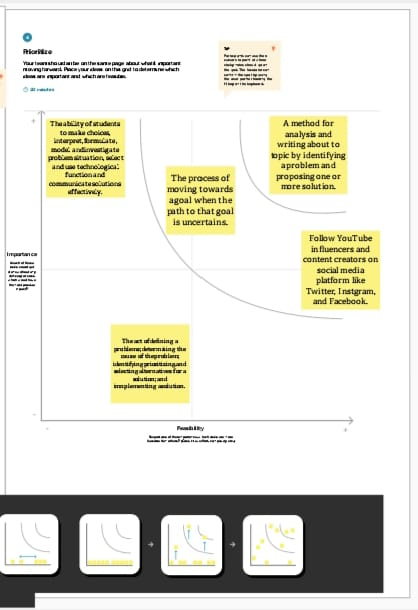 4
Prioritize
Your team should all be on the same page about what's important
moving forward. Place your ideas on this grid to determine which
ideas are important and which are feasible.
20 minutes
TIP
The ability of students
to make choices,
interpret, formulate,
model and investigate
problem situation, select
and use technological
function and
communicate solutions
effectively.
The process of
moving towards
a goal when the
path to that goal
is uncertains.
A method for
analysis and
writing about to
topic by identifying
a problem and
proposing one or
more solution.
Follow YouTube
influencers and
content creators on
social media
platform like
Twitter, Instgram,
and Facebook.
Importance
The act of defining a
problems; determining the
cause of the problem;
identifying prioritizing and
selecting alternatives for a
solution; and
implementing a solution.
Feasibility